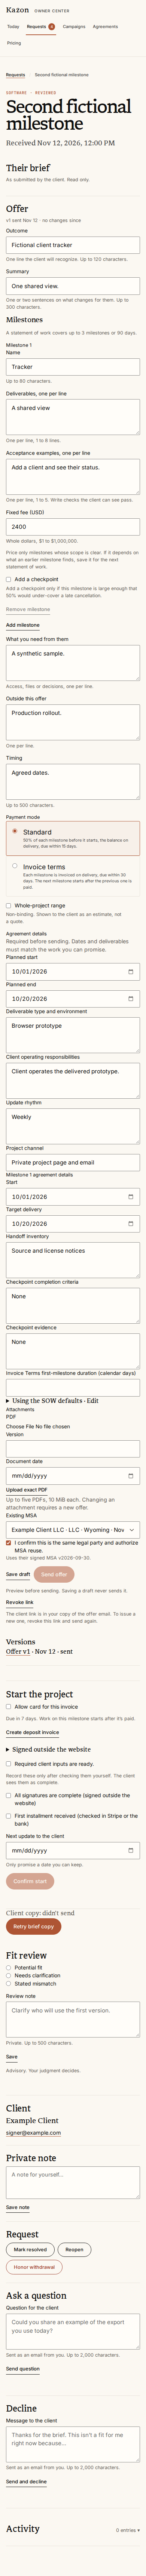 Kazon OWNER CENTER
Today Requests Campaigns Agreements
Pricing
Requests Second fictional milestone
SOFTWARE · REVISED
Second fictional
milestone
Received Nov 12, 2026, 12:00 PM
Their brief
As submitted by the client. Read only.
Offer
v1 sent Nov 12 · no changes since
Outcome
Fictional client tracker
One line the client will recognize. Up to 120 characters.
Summary
One shared view.
One or two sentences on what changes for them. Up to
300 characters.
Milestones
A statement of work covers up to 3 milestones or 90 days.
Milestone 1
Name
Tracker
Up to 80 characters.
Deliverables, one per line
A shared view
One per line, 1 to 8 lines.
Acceptance examples, one per line
Add a client and see their status.
One per line, 1 to 5. Write checks the client can see pass.
Fixed fee (USD)
2400
Whole dollars, $1 to $1,000,000.
Price only milestones whose scope is clear. If it depends on
what an earlier milestone finds, save it for the next
statement of work.
Add a checkpoint
Add a checkpoint only if this milestone is large enough that
50% would under-cover a late cancellation.
Remove milestone
Add milestone
What you need from them
A synthetic sample.
Access, files or decisions, one per line.
Outside this offer
Production rollout.
One per line.
Timing
Agreed dates.
Up to 500 characters.
Payment mode
Standard
50% of each milestone before it starts, the balance on
delivery, due within 15 days.
Invoice terms
Each milestone is invoiced on delivery, due within 30
days. The next milestone starts after the previous one is
paid.
Whole-project range
Non-binding. Shown to the client as an estimate, not
a quote.
Agreement details
Required before sending. Dates and deliverables
must match the work you can promise.
Planned start
10/01/2026
Planned end
10/20/2026
Deliverable type and environment
Browser prototype
Client operating responsibilities
Client operates the delivered prototype.
Update rhythm
Weekly
Project channel
Private project page and email
Milestone 1 agreement details
Start
10/01/2026
Target delivery
10/20/2026
Handoff inventory
Source and license notices
Checkpoint completion criteria
None
Checkpoint evidence
None
Invoice Terms first-milestone duration (calendar days)
Using the SOW defaults · Edit
Attachments
PDF
Choose File No file chosen
Version
Document date
mm/dd/yyyy
Upload exact PDF
Up to five PDFs, 10 MiB each. Changing an
attachment requires a new offer.
Existing MSA
Example Client LLC · LLC · Wyoming · Nov
I confirm this is the same legal party and authorize
MSA reuse.
Uses their signed MSA v2026-09-30.
Save draft Send offer
Preview before sending. Saving a draft never sends it.
Revoke link
The client link is in your copy of the offer email. To issue a
new one, revoke this link and send again.
Versions
Offer v1 · Nov 12 · sent
Start the project
Allow card for this invoice
Due in 7 days. Work on this milestone starts after it's paid.
Create deposit invoice
Signed outside the website
Required client inputs are ready.
Record these only after checking them yourself. The client
sees them as complete.
All signatures are complete (signed outside the
website)
First installment received (checked in Stripe or the
bank)
Next update to the client
mm/dd/yyyy
Only promise a date you can keep.
Confirm start
Client copy: didn't send
Retry brief copy
Fit review
Potential fit
Needs clarification
Stated mismatch
Review note
Clarify who will use the first version.
Private. Up to 500 characters.
Save
Advisory. Your judgment decides.
Client
Example Client
signer@example.com
Private note
A note for yourself...
Save note
Request
Mark resolved Reopen
Honor withdrawal
Ask a question
Question for the client
Could you share an example of the export
you use today?
Sent as an email from you. Up to 2,000 characters.
Send question
Decline
Message to the client
Thanks for the brief. This isn't a fit for me
right now because...
Sent as an email from you. Up to 2,000 characters.
Send and decline
Activity 0 entries